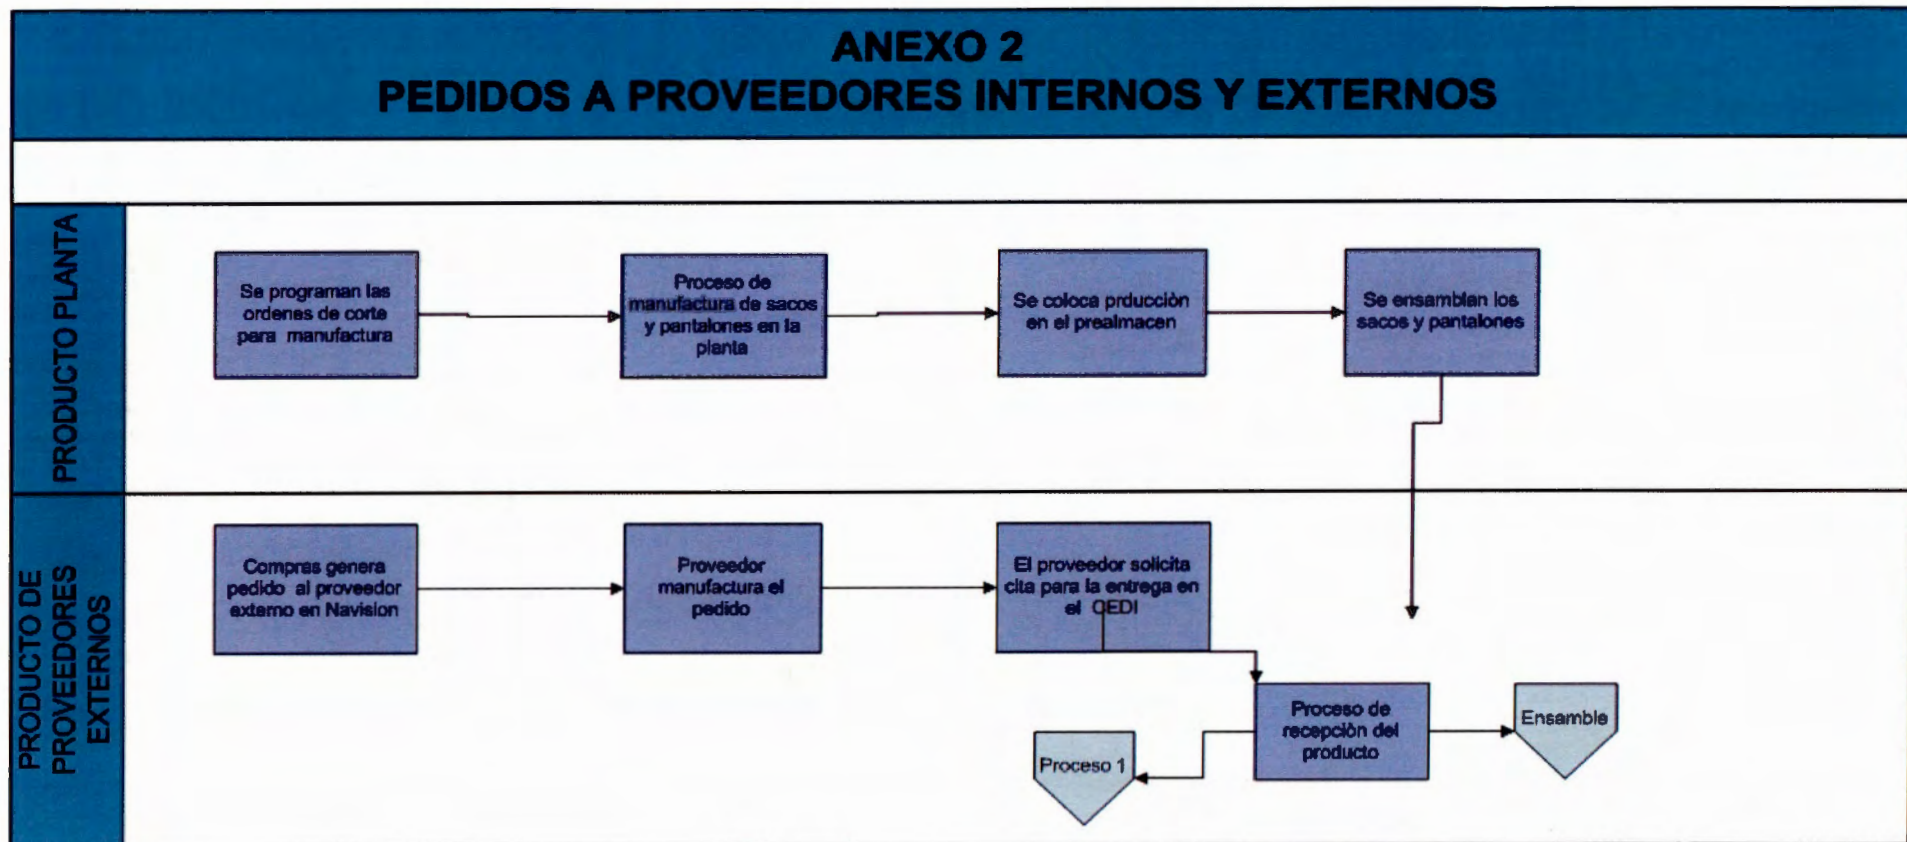 ANEXO 2
PEDIDOS A PROVEEDORES INTERNOS Y EXTERNOS
PRODUCTO PLANTA
Se programan las
ordenes de corte
para manufactura
Proceso de
manufactura de sacos
y pantalones en la
planta
Se coloca prducciòn
en el prealmacen
Se ensamblan los
sacos y pantalones
PRODUCTO DE
PROVEEDORES
EXTERNOS
Compras genera
pedido al proveedor
externo en Navision
Proveedor
manufactura el
pedido
El proveedor solicita
cita para la entrega en
el CEDI
Proceso de
recepciòn del
producto
Ensamble
Proceso 1